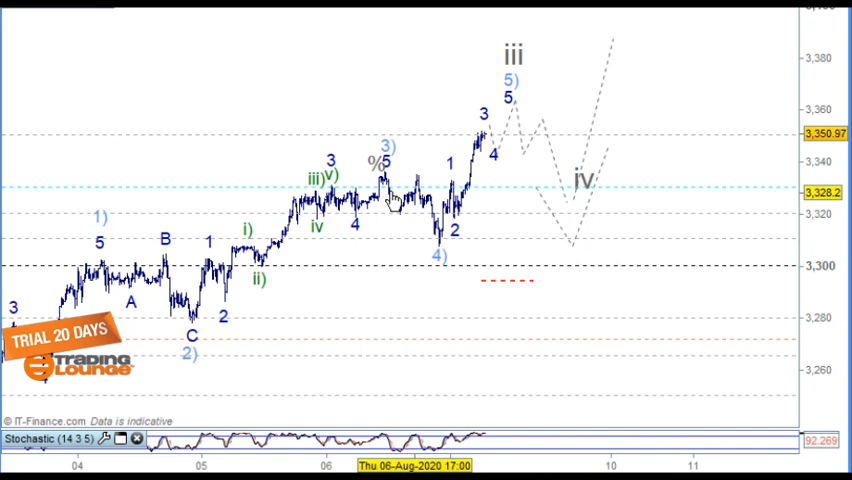 3,380
iii
5)
5
3,360
3
3,350.97
3)
4
3
5
1
%
3,340
iii)
v)
iv
3,328.2
1)
iv
4
2
3,320
5
B
1
i)
4)
ii)
3,300
A
3
2
3,280
C
2)
TRIAL 20 DAYS
TRADING
LOUNGE
3,260
© IT-Finance.com Data is indicative
Stochastic (14 3 5)
92.269
04
05
06
Thu 06-Aug-2020 17:00
10
11